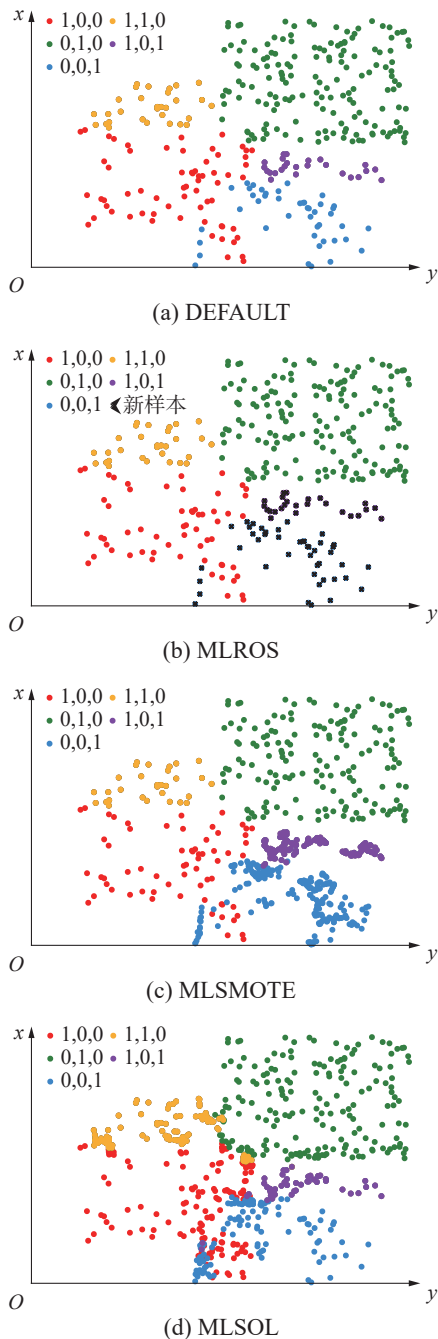 x
1,0,0 1,1,0
0,1,0 1,0,1
0,0,1
O y
(a) DEFAULT
x
1,0,0 1,1,0
0,1,0 1,0,1
0,0,1 新样本
O y
(b) MLROS
x
1,0,0 1,1,0
0,1,0 1,0,1
0,0,1
O y
(c) MLSMOTE
x
1,0,0 1,1,0
0,1,0 1,0,1
0,0,1
O y
(d) MLSOL